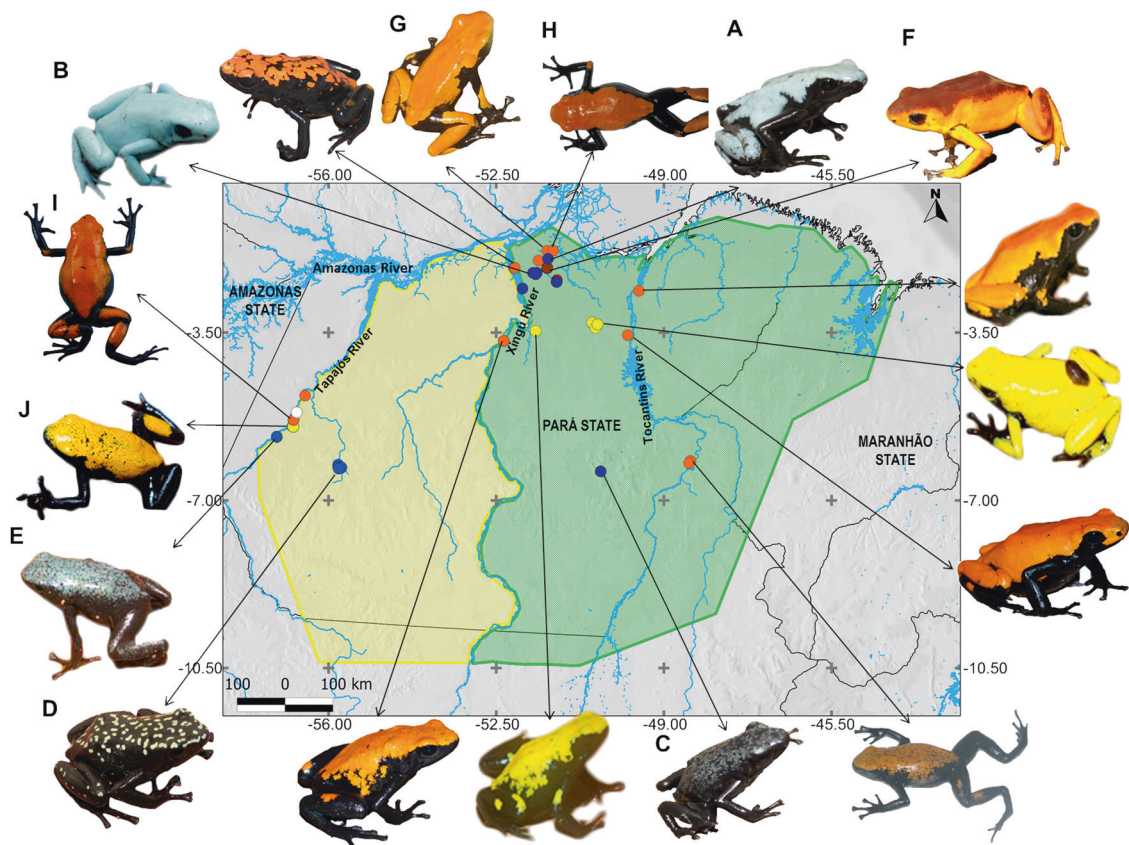 G
H
A
F
B
-56.00
-52.50
-49.00
-45.50
N
I
Amazonas River
AMAZONAS
STATE
-3.50
Xingú River
-3.50
Tapajós River
Tocantins River
J
PARÁ STATE
MARANHÃO
STATE
-7.00
-7.00
E
-10.50
-10.50
100 0 100 km
D
-56.00
-52.50
-49.00
-45.50
C